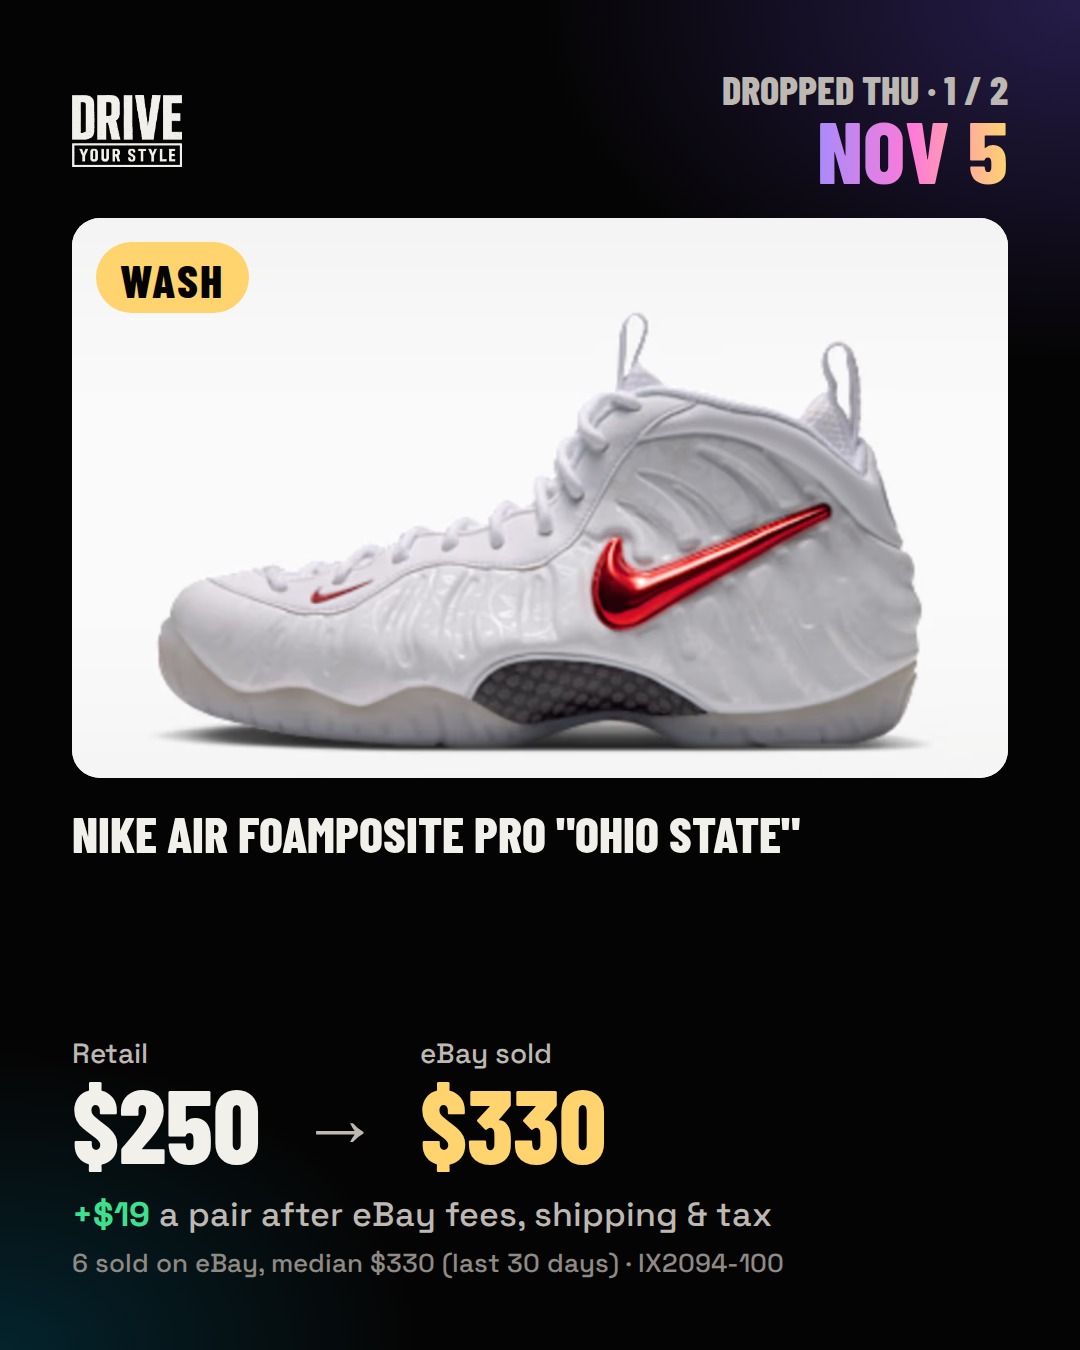 DRIVE
YOUR STYLE
DROPPED THU · 1 / 2
NOV 5
WASH
NIKE AIR FOAMPOSITE PRO "OHIO STATE"
Retail
eBay sold
$250 → $330
+$19 a pair after eBay fees, shipping & tax
6 sold on eBay, median $330 (last 30 days) · IX2094-100